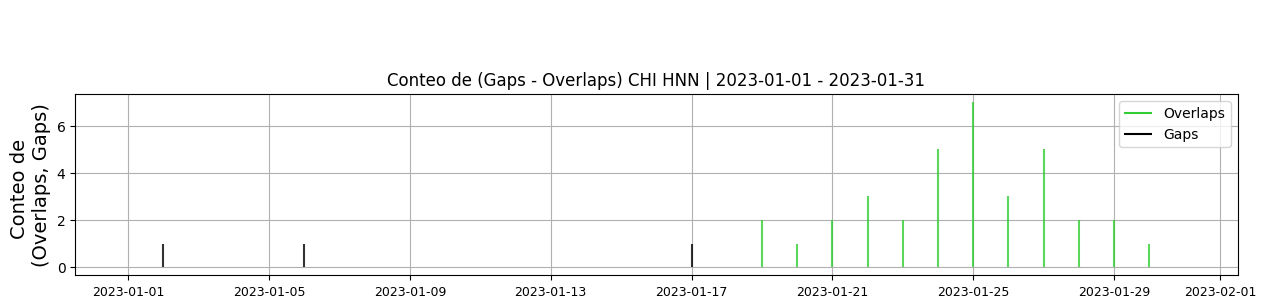 Conteo de (Gaps - Overlaps) CHI HNN | 2023-01-01 - 2023-01-31
Conteo de
(Overlaps, Gaps)
6
4
2
0
Overlaps
Gaps
2023-01-01 2023-01-05 2023-01-09 2023-01-13 2023-01-17 2023-01-21 2023-01-25 2023-01-29 2023-02-01